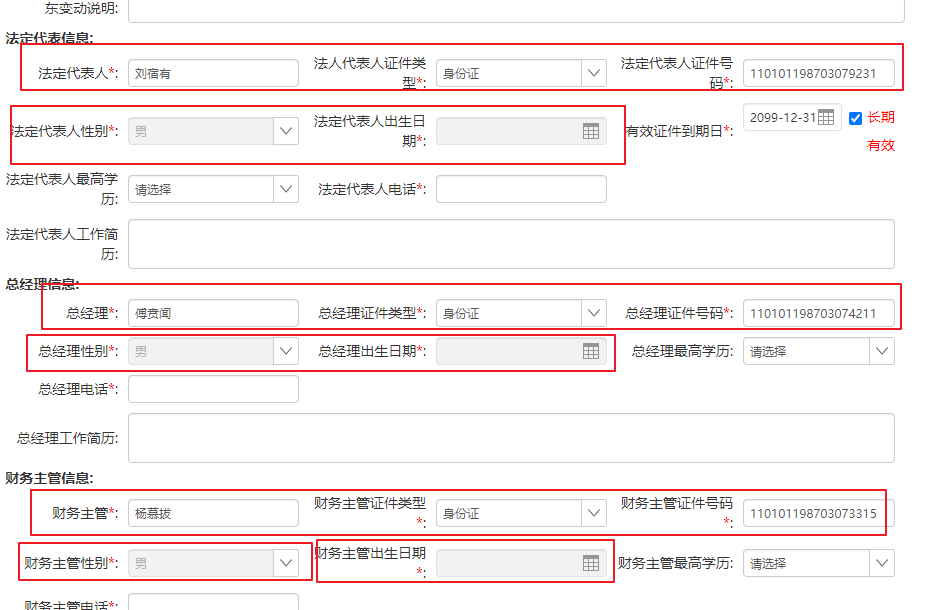 东变动说明:
法定代表信息:
法定代表人*: 刘宿有 法人代表人证件类型*: 身份证 法定代表人证件号码*: 110101198703079231
法定代表人性别*: 男 法定代表人出生日期*: 有效证件到期日*: 2099-12-31 长期有效
法定代表人最高学历: 请选择 法定代表人电话*:
法定代表人工作简历:
总经理信息:
总经理*: 傅贲闻 总经理证件类型*: 身份证 总经理证件号码*: 110101198703074211
总经理性别*: 男 总经理出生日期*: 总经理最高学历: 请选择
总经理电话*:
总经理工作简历:
财务主管信息:
财务主管*: 杨慕拔 财务主管证件类型*: 身份证 财务主管证件号码*: 110101198703073315
财务主管性别*: 男 财务主管出生日期*: 财务主管最高学历: 请选择
财务主管电话*: